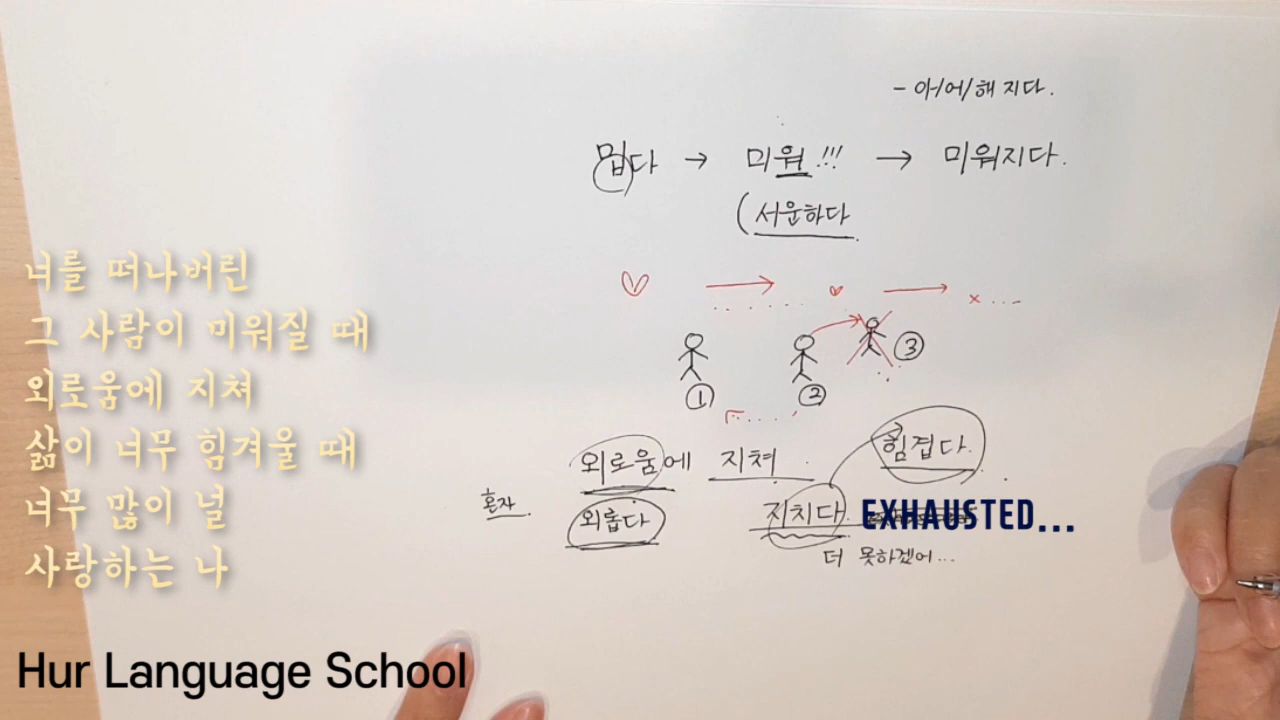 - 아/어/해 지다.
밉다 → 미워 !!! → 미워지다.
(서운하다
① ② ③
너를 떠나버린
그 사람이 미워질 때
외로움에 지쳐
삶이 너무 힘겨울 때
너무 많이 널
사랑하는 나
힘겹다.
외로움에 지쳐
혼자
외롭다 지치다. EXHAUSTED...
더 못하겠어...
Hur Language School